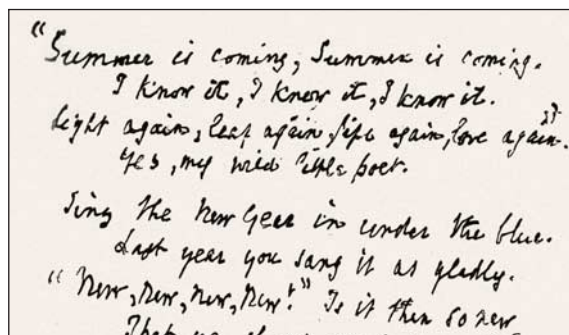 "Summer is coming, Summer is coming.
I know it, I know it, I know it.
Light again, leaf again, life again, love again."
Yes, my wild little poet.
Sing the New Year in under the blue.
Last year you sang it as gladly.
"New, new, new, new!" Is it then so new